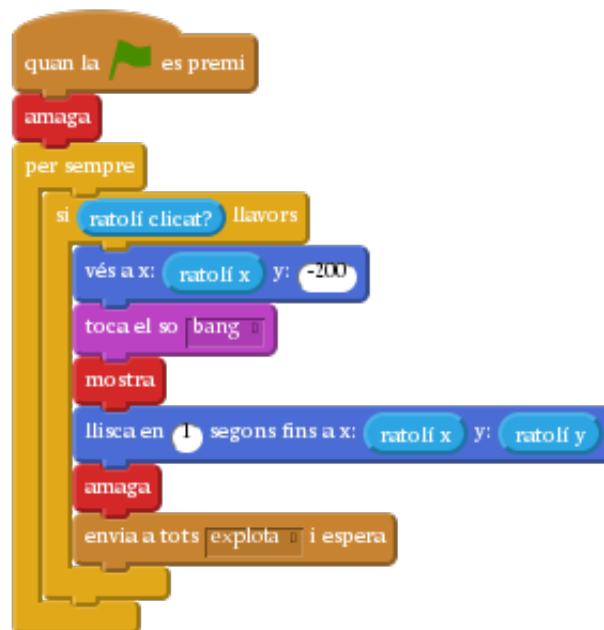 quan la es premi
amaga
per sempre
si ratolí clicat? llavors
vés a x: ratolí x y: -200
toca el so bang
mostra
llisca en 1 segons fins a x: ratolí x y: ratolí y
amaga
envia a tots explota i espera